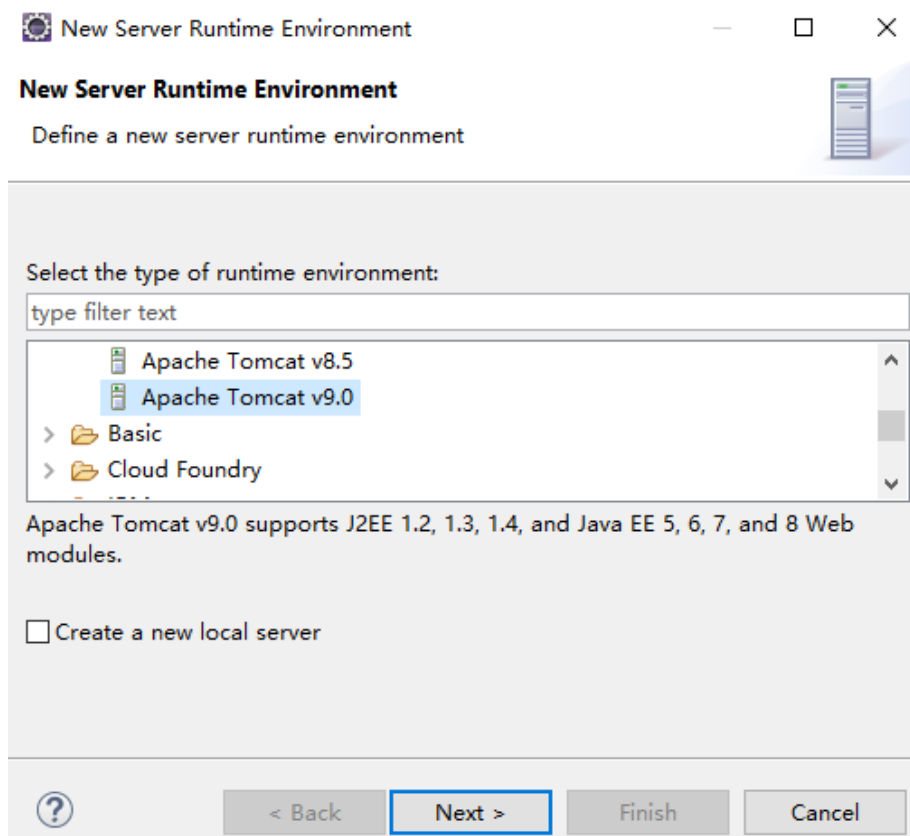 New Server Runtime Environment
New Server Runtime Environment
Define a new server runtime environment
Select the type of runtime environment:
type filter text
Apache Tomcat v8.5
Apache Tomcat v9.0
Basic
Cloud Foundry
Apache Tomcat v9.0 supports J2EE 1.2, 1.3, 1.4, and Java EE 5, 6, 7, and 8 Web
modules.
Create a new local server
? < Back Next > Finish Cancel